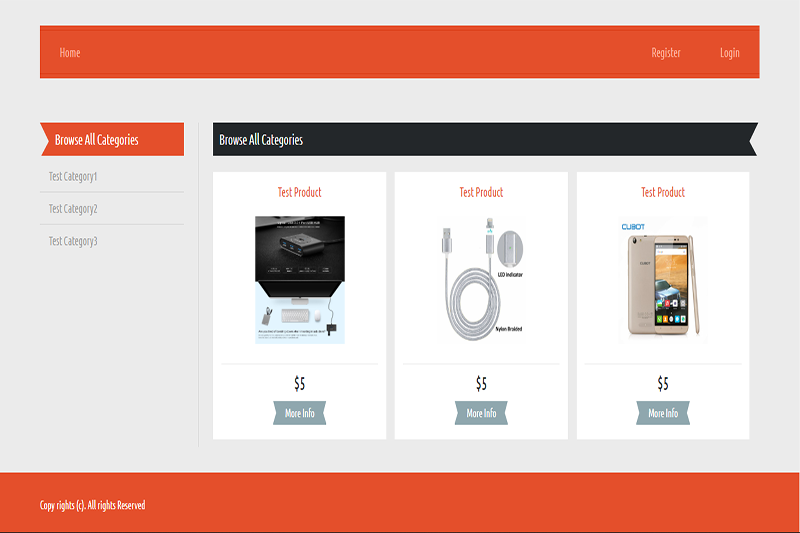 Home
Register
Login
Browse All Categories
Browse All Categories
Test Category1
Test Category2
Test Category3
Test Product
Test Product
Test Product
LED Indicator
Nylon Braided
CUBOT
CUBOT
$5
$5
$5
More Info
More Info
More Info
Copy rights (c). All rights Reserved